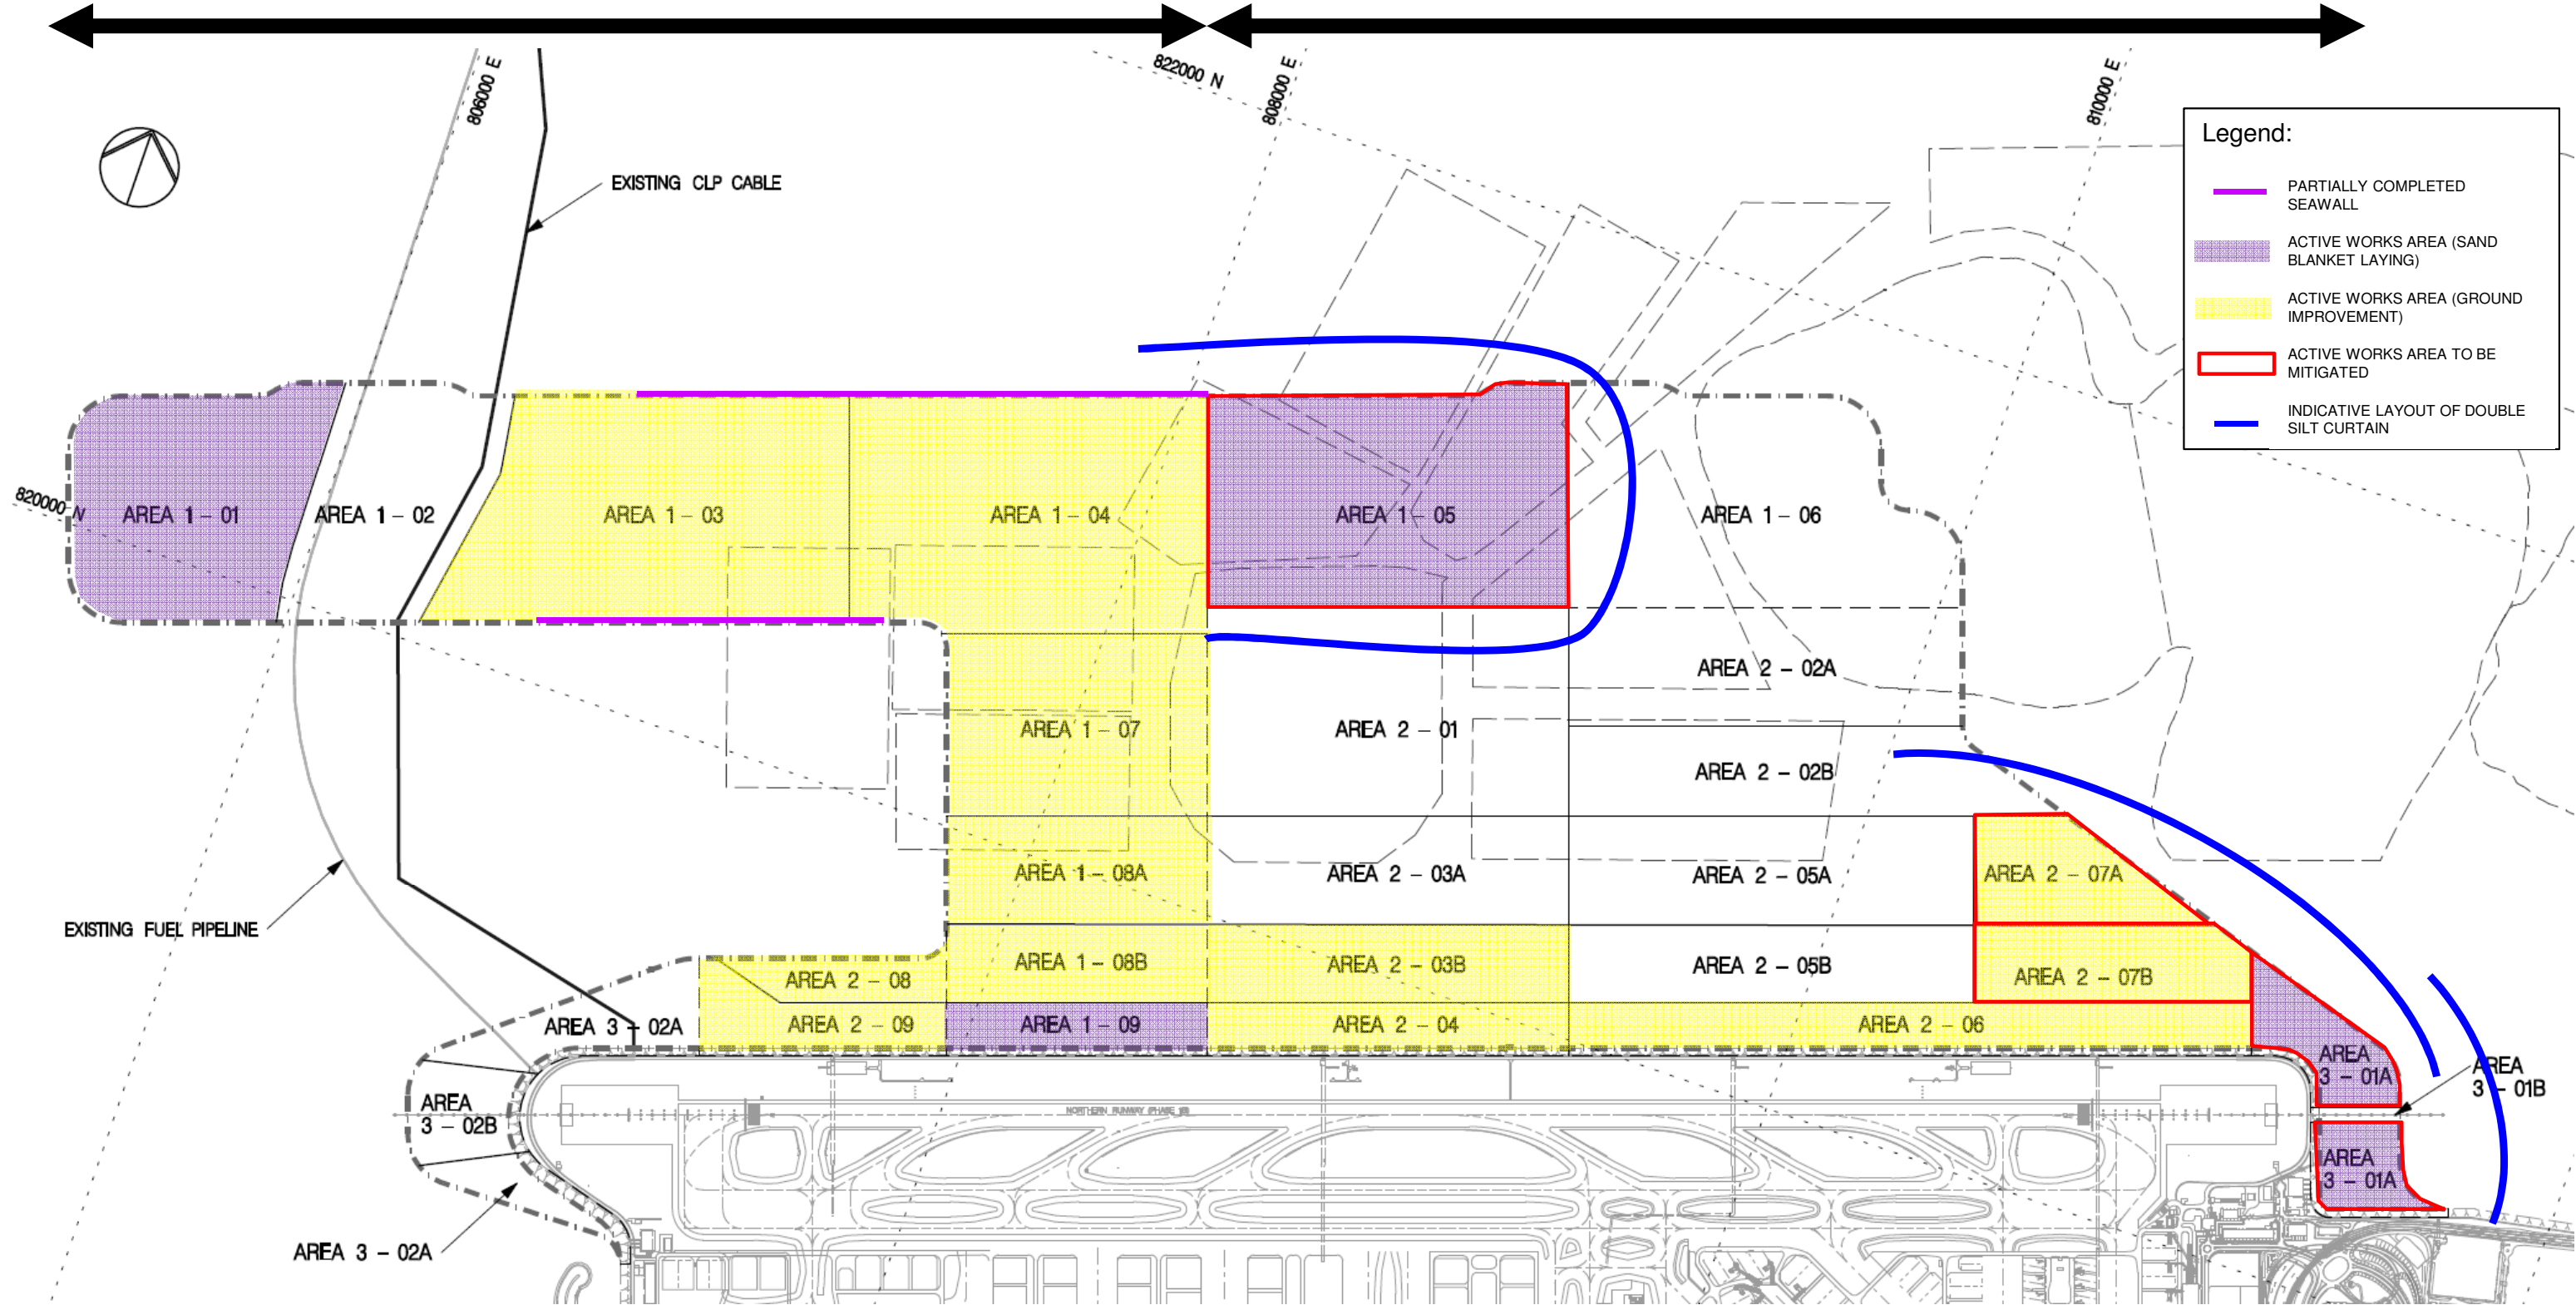 822000 N
806000 E
808000 E
810000 E
Legend:
PARTIALLY COMPLETED
SEAWALL
ACTIVE WORKS AREA (SAND
BLANKET LAYING)
ACTIVE WORKS AREA (GROUND
IMPROVEMENT)
ACTIVE WORKS AREA TO BE
MITIGATED
INDICATIVE LAYOUT OF DOUBLE
SILT CURTAIN
EXISTING CLP CABLE
820000 N
AREA 1 – 01
AREA 1 – 02
AREA 1 – 03
AREA 1 – 04
AREA 1 – 05
AREA 1 – 06
AREA 2 – 02A
AREA 1 – 07
AREA 2 – 01
AREA 2 – 02B
AREA 1 – 08A
AREA 2 – 03A
AREA 2 – 05A
AREA 2 – 07A
EXISTING FUEL PIPELINE
AREA 2 – 08
AREA 1 – 08B
AREA 2 – 03B
AREA 2 – 05B
AREA 2 – 07B
AREA 3 – 02A
AREA 2 – 09
AREA 1 – 09
AREA 2 – 04
AREA 2 – 06
AREA
3 – 01A
AREA
3 – 01B
AREA
3 – 02B
NORTHERN RUNWAY (PHASE 1B)
AREA
3 – 01A
AREA 3 – 02A